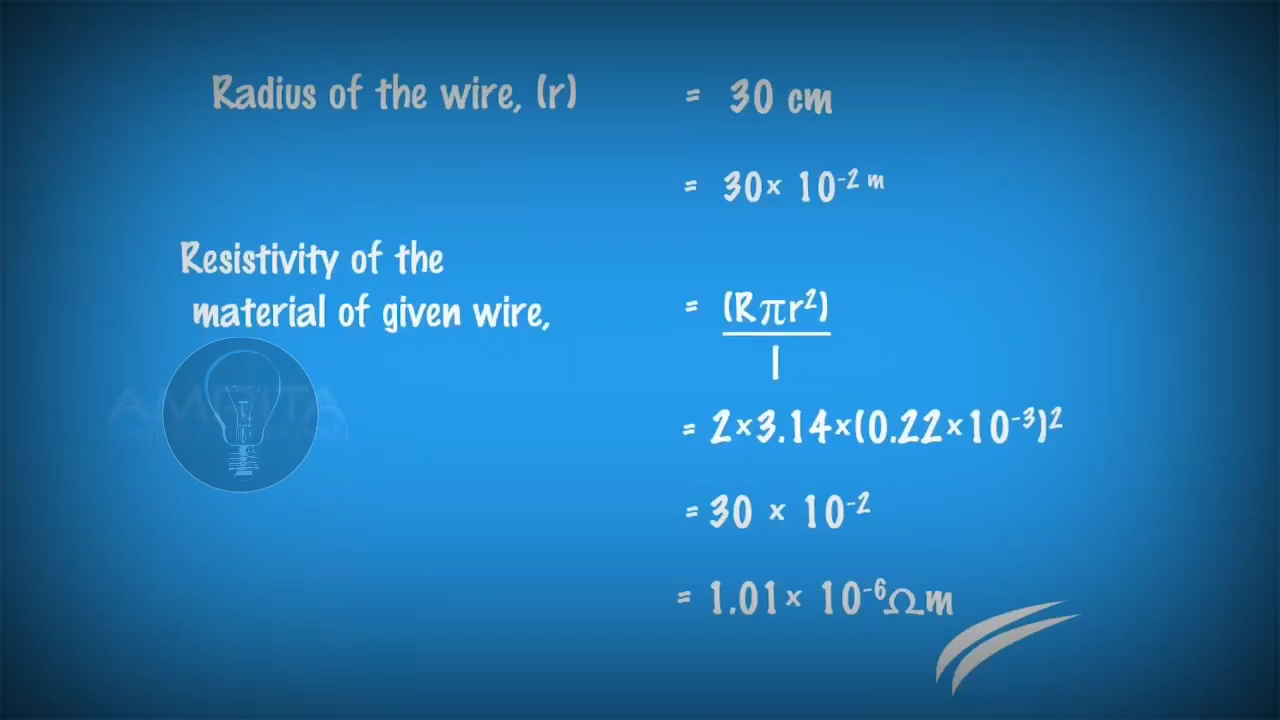 Radius of the wire, (r) = 30 cm
= 30× 10⁻² ᵐ
Resistivity of the
material of given wire, = (Rπr²)
l
= 2×3.14×(0.22×10⁻³)²
= 30 × 10⁻²
= 1.01× 10⁻⁶Ωm
AMRITA